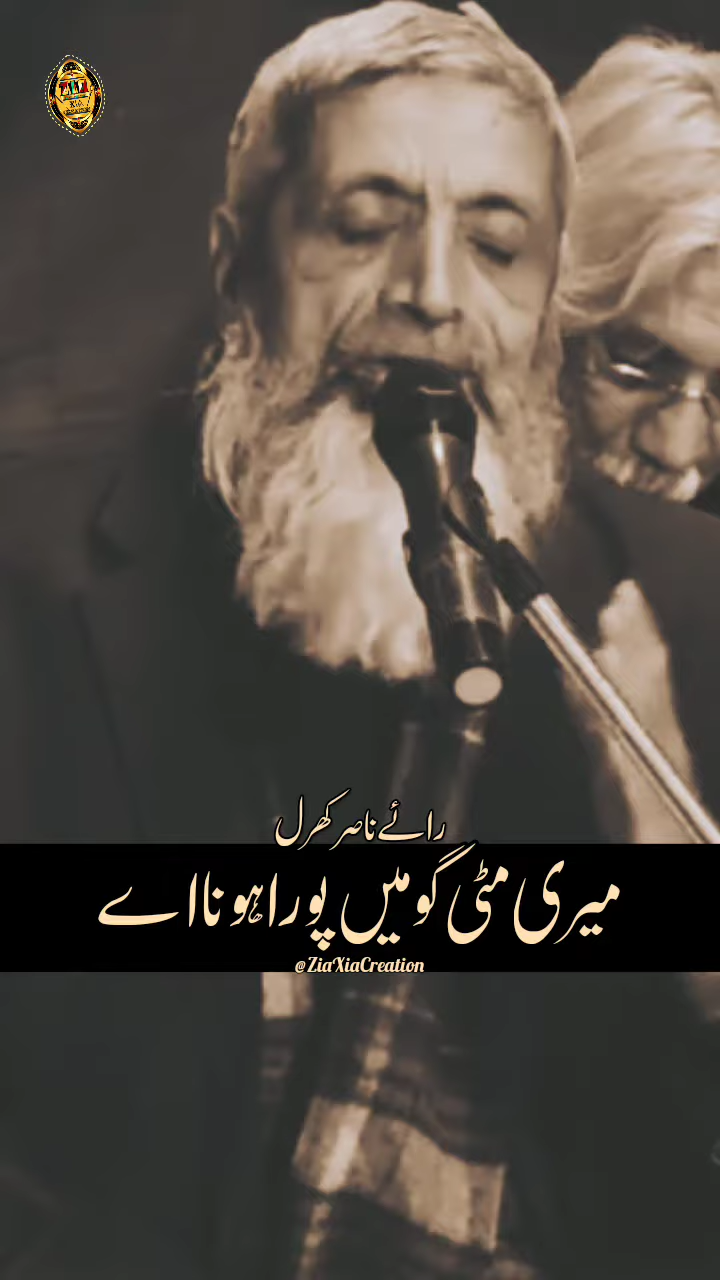 رائے ناصر کھرل
میری مٹی گو میں پورا ہونا اے
@ZiaXiaCreation